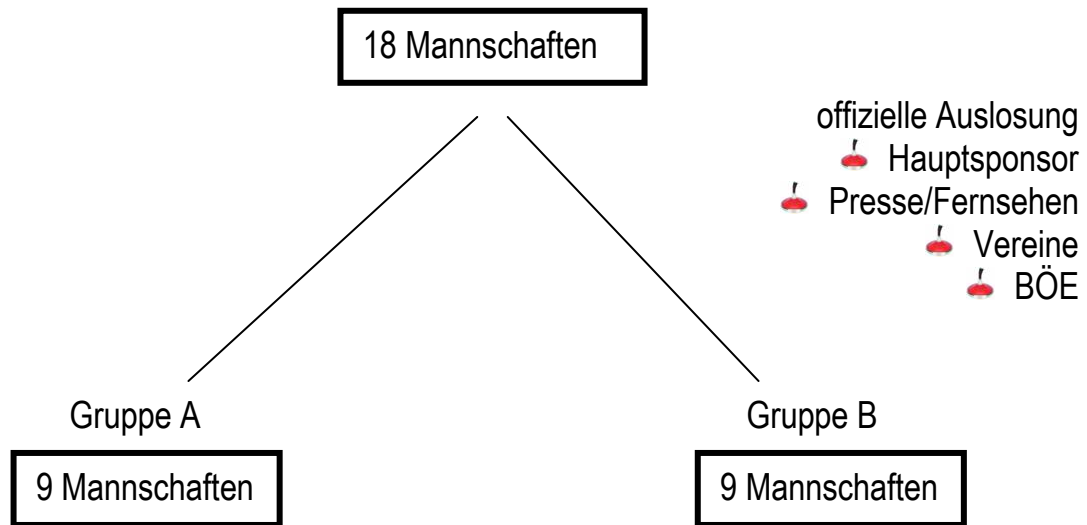 18 Mannschaften
offizielle Auslosung
Hauptsponsor
Presse/Fernsehen
Vereine
BÖE
Gruppe A
Gruppe B
9 Mannschaften
9 Mannschaften